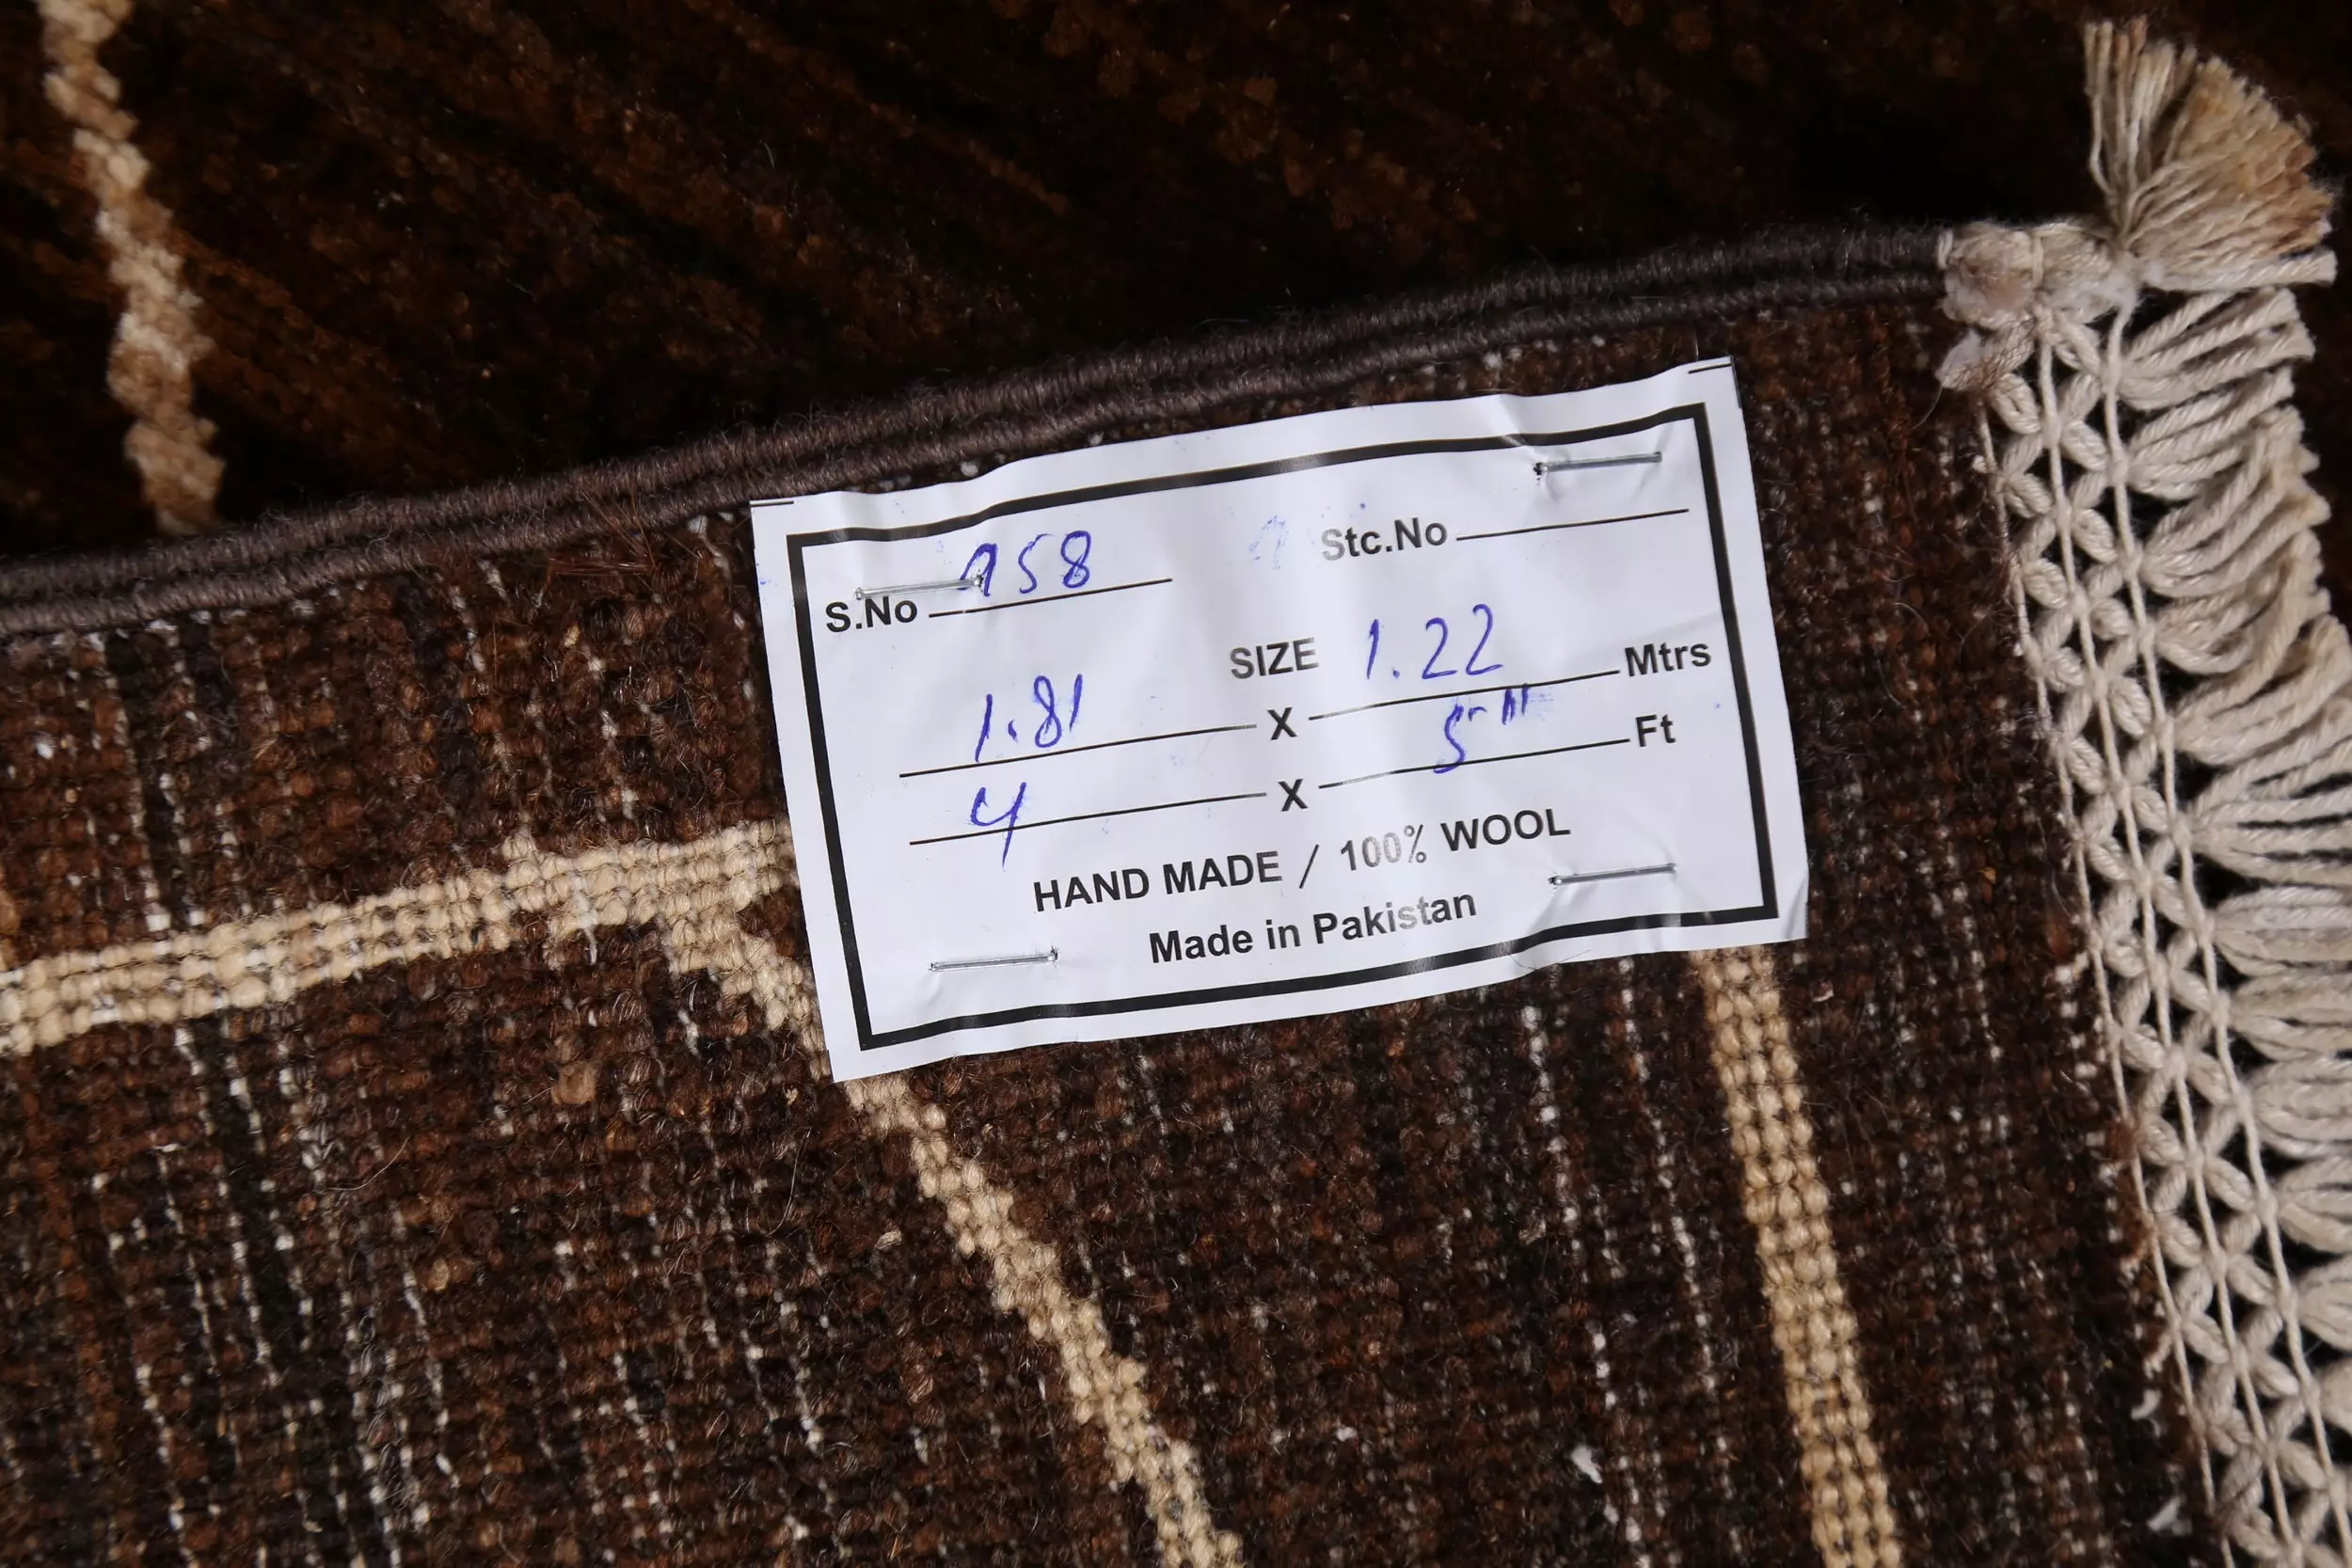 S.No 958 Stc.No
SIZE
1.81 X 1.22 Mtrs
4 X 5-11 Ft
HAND MADE / 100% WOOL
Made in Pakistan